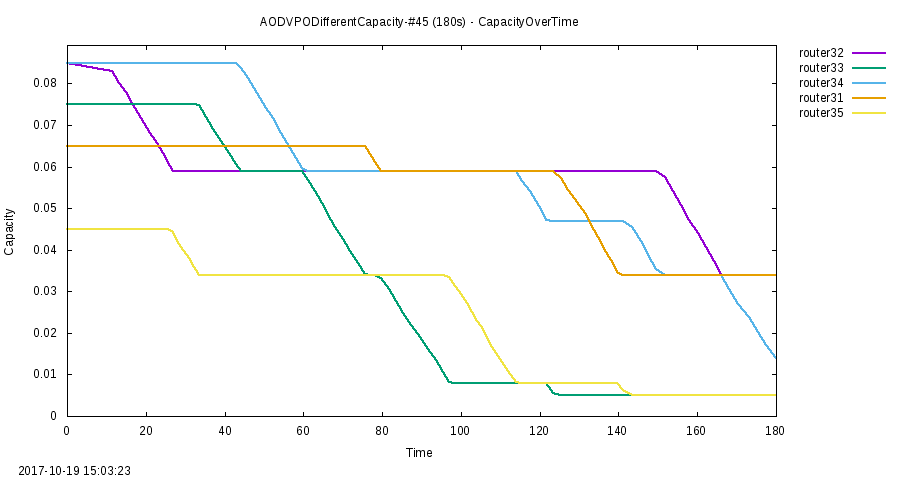 AODVPODifferentCapacity-#45 (180s) - CapacityOverTime
router32
router33
router34
router31
router35
0.08
0.07
0.06
0.05
0.04
0.03
0.02
0.01
0
Capacity
0 20 40 60 80 100 120 140 160 180
Time
2017-10-19 15:03:23